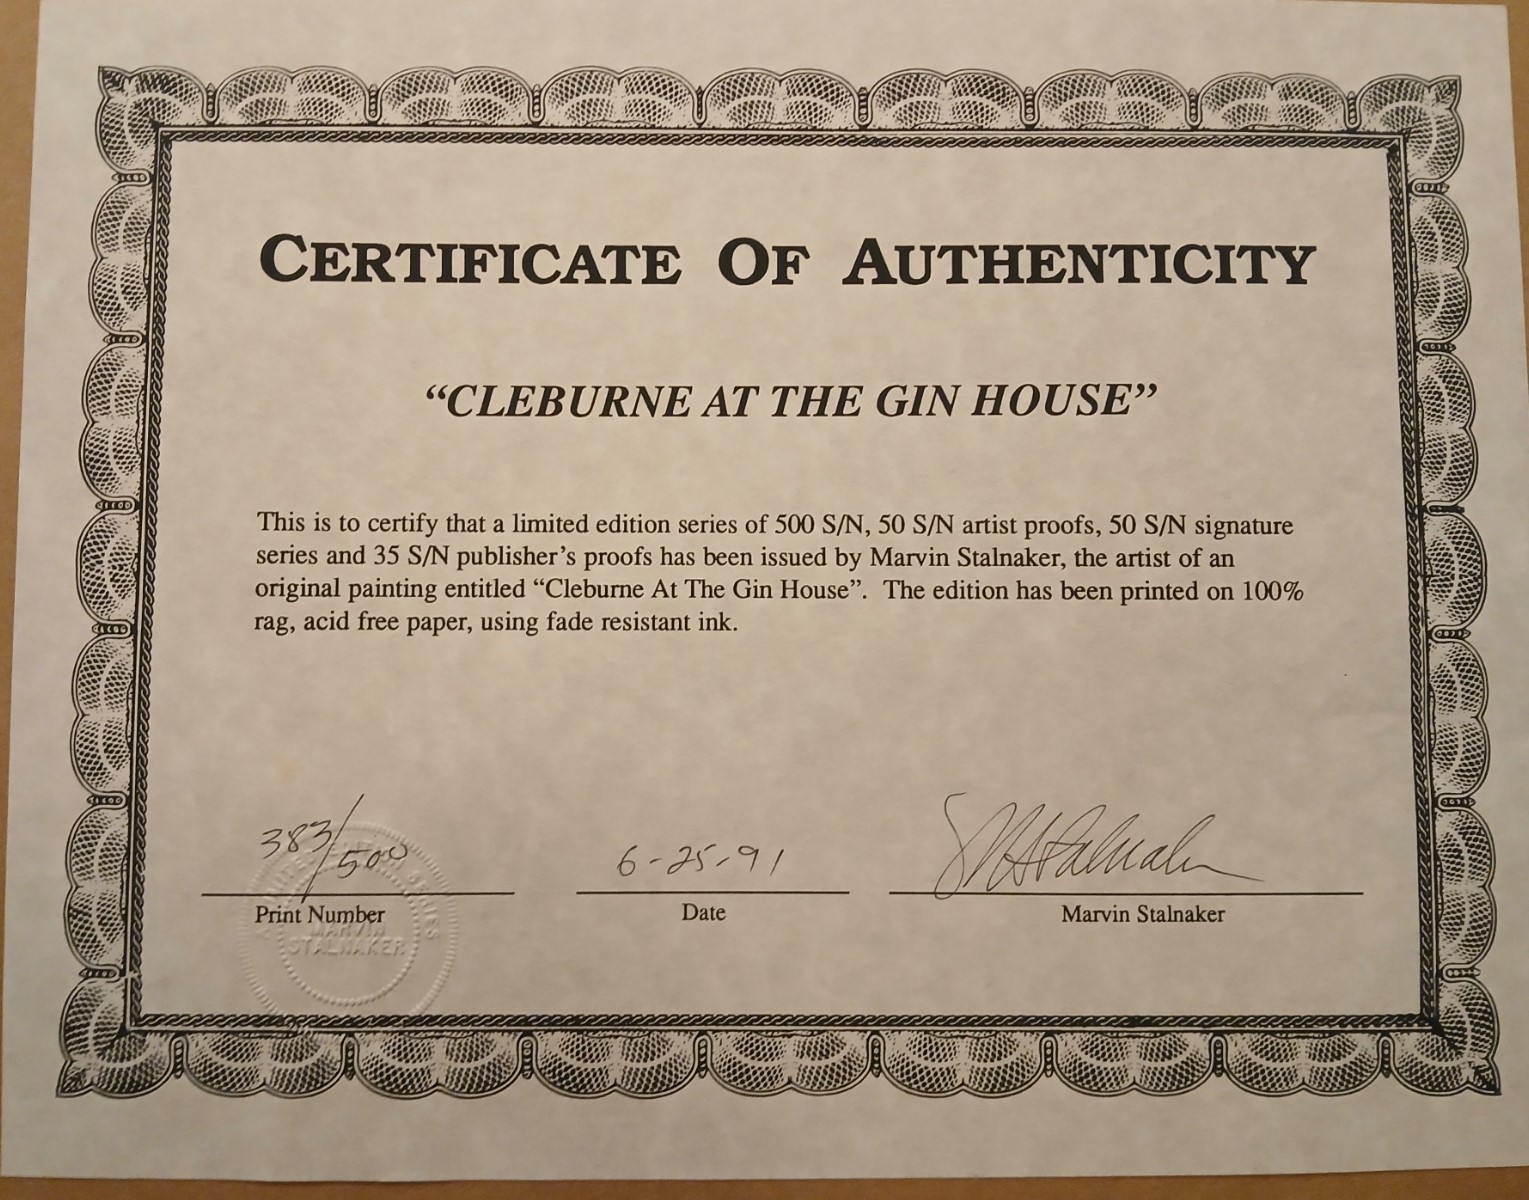 CERTIFICATE OF AUTHENTICITY
“CLEBURNE AT THE GIN HOUSE”
This is to certify that a limited edition series of 500 S/N, 50 S/N artist proofs, 50 S/N signature
series and 35 S/N publisher’s proofs has been issued by Marvin Stalnaker, the artist of an
original painting entitled “Cleburne At The Gin House”. The edition has been printed on 100%
rag, acid free paper, using fade resistant ink.
383/500
6-25-91
Print Number
Date
Marvin Stalnaker
MARVIN
STALNAKER